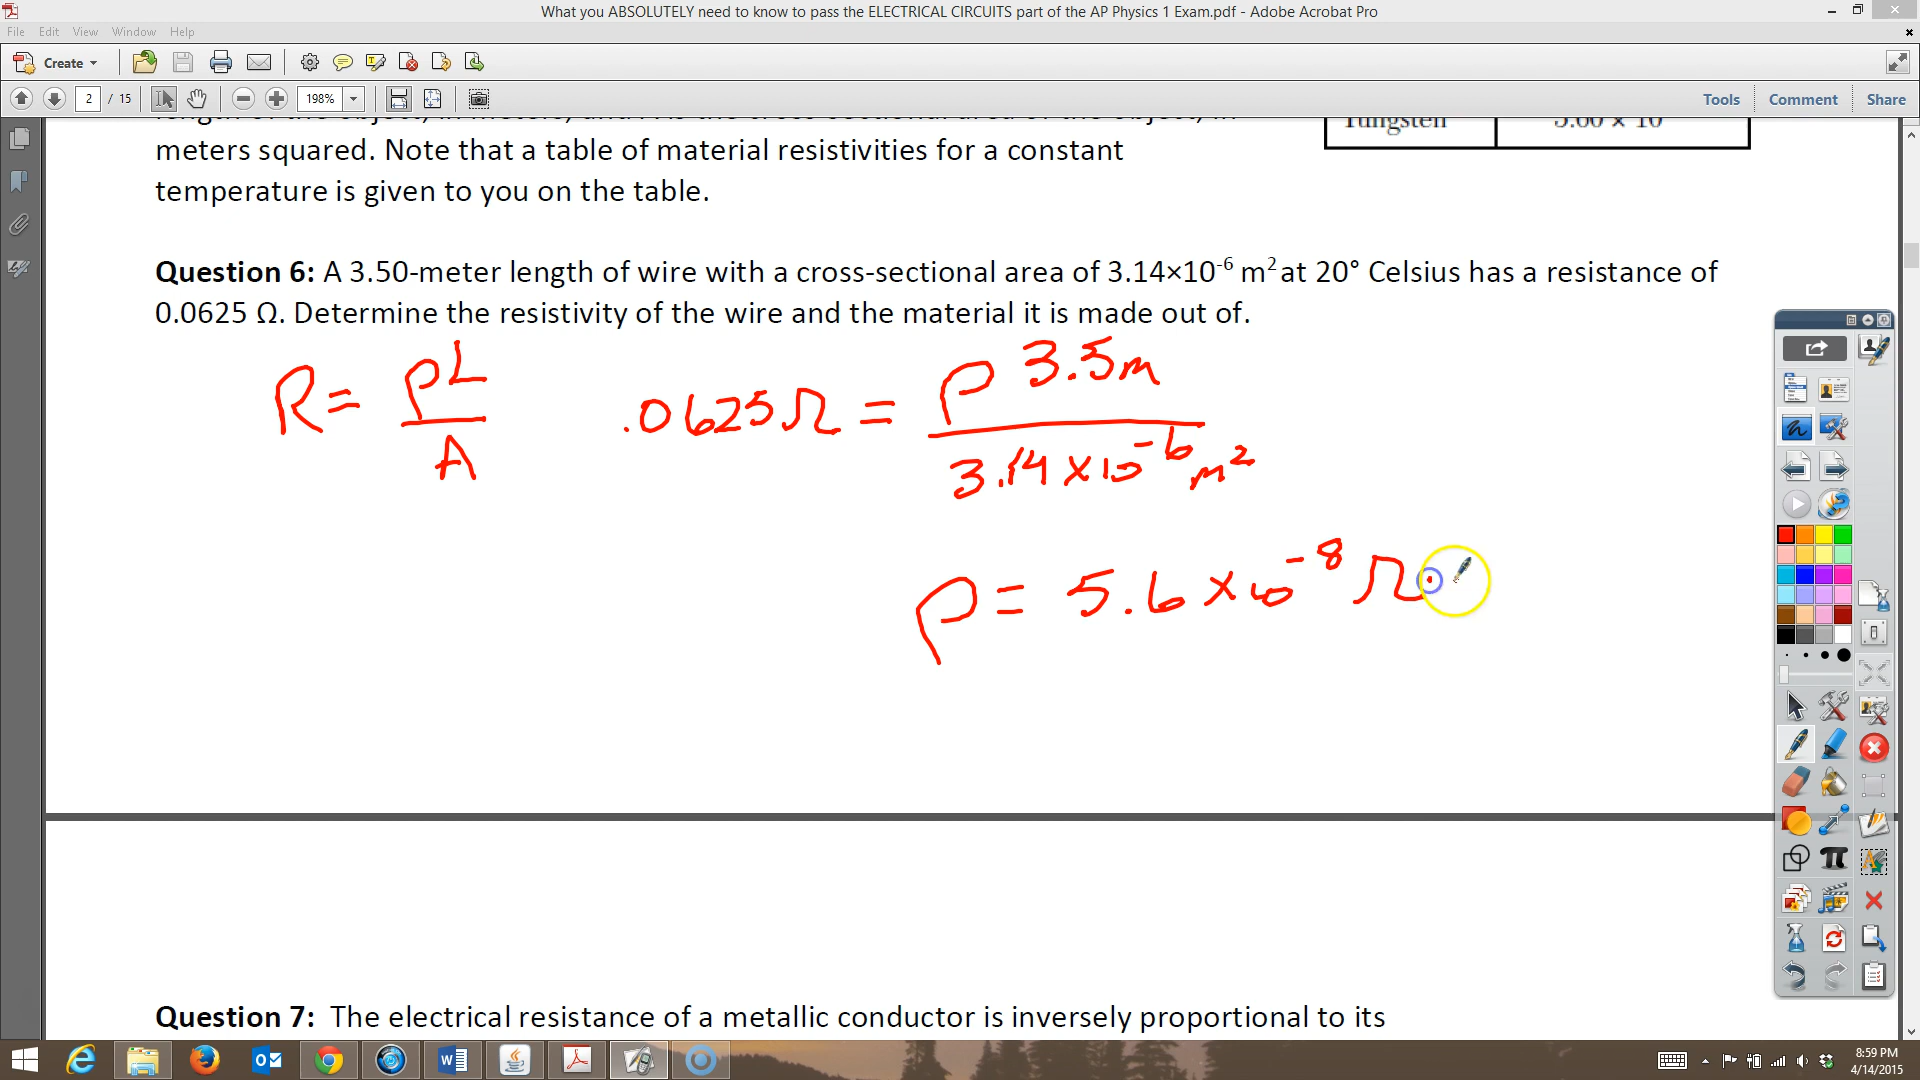 What you ABSOLUTELY need to know to pass the ELECTRICAL CIRCUITS part of the AP Physics 1 Exam.pdf - Adobe Acrobat Pro
File Edit View Window Help
Create
2 / 15 198% Tools Comment Share
meters squared. Note that a table of material resistivities for a constant
temperature is given to you on the table.
Tungsten
Question 6: A 3.50-meter length of wire with a cross-sectional area of 3.14×10⁻⁶ m² at 20° Celsius has a resistance of
0.0625 Ω. Determine the resistivity of the wire and the material it is made out of.
R = ρL / A
.0625 Ω = ρ 3.5m / 3.14 × 10⁻⁶ m²
ρ = 5.6 × 10⁻⁸ Ω ·
Question 7: The electrical resistance of a metallic conductor is inversely proportional to its
8:59 PM
4/14/2015